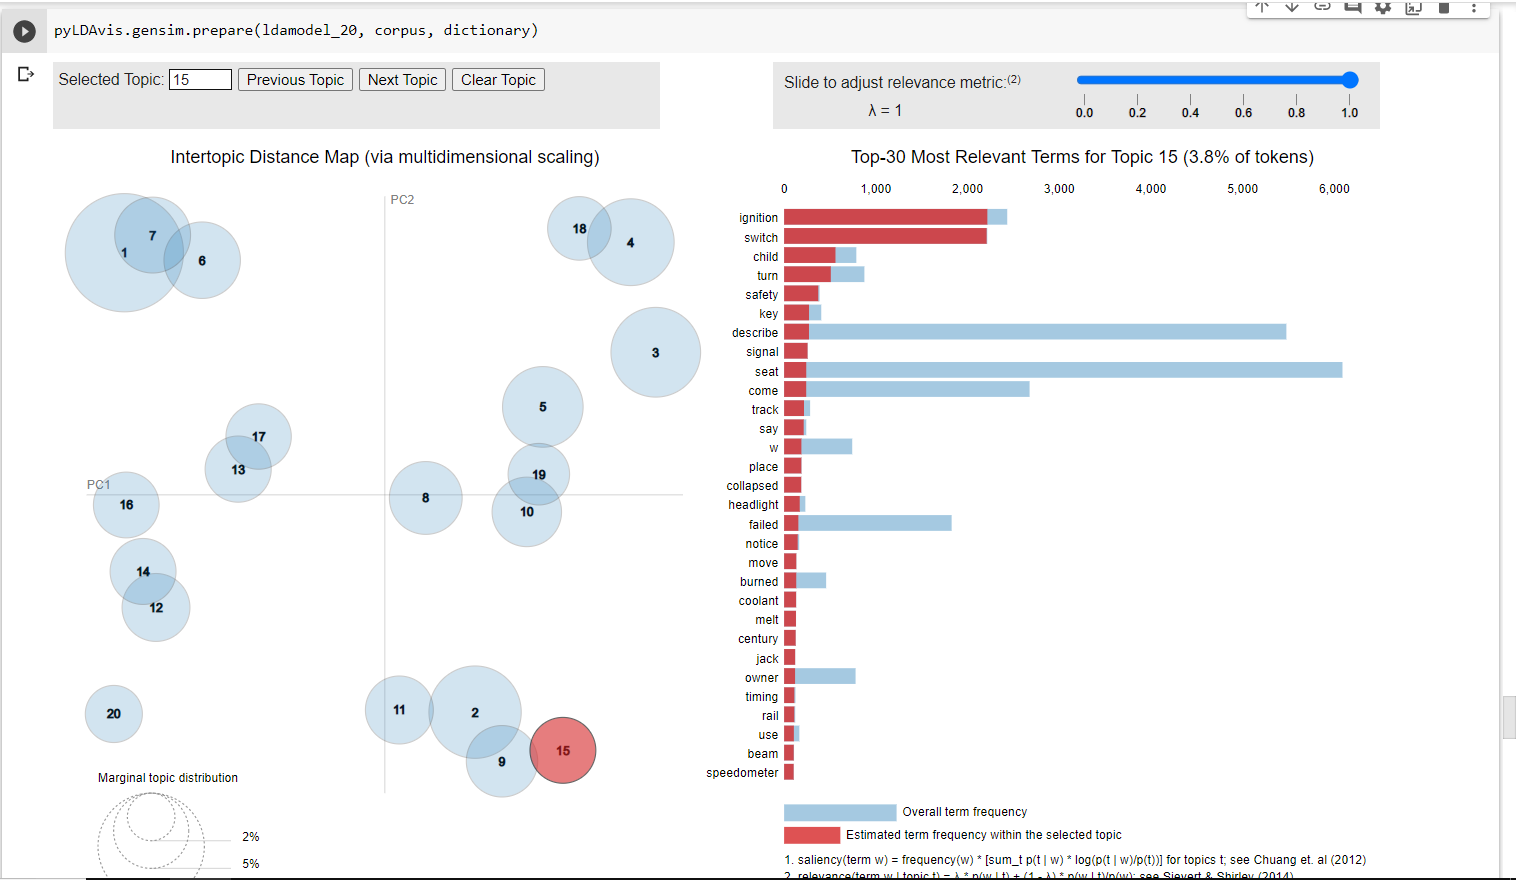 pyLDAvis.gensim.prepare(ldamodel_20, corpus, dictionary)
Selected Topic: 15 Previous Topic Next Topic Clear Topic
Slide to adjust relevance metric:(2)
λ = 1
0.0 0.2 0.4 0.6 0.8 1.0
Intertopic Distance Map (via multidimensional scaling)
PC2
PC1
1
7
6
18
4
3
5
17
13
19
8
10
16
14
12
20
11
2
9
15
Marginal topic distribution
2%
5%
Top-30 Most Relevant Terms for Topic 15 (3.8% of tokens)
0 1,000 2,000 3,000 4,000 5,000 6,000
ignition
switch
child
turn
safety
key
describe
signal
seat
come
track
say
w
place
collapsed
headlight
failed
notice
move
burned
coolant
melt
century
jack
owner
timing
rail
use
beam
speedometer
Overall term frequency
Estimated term frequency within the selected topic
1. saliency(term w) = frequency(w) * [sum_t p(t | w) * log(p(t | w)/p(t))] for topics t; see Chuang et. al (2012)
2. relevance(term w | topic t) = λ * p(w | t) + (1 - λ) * p(w | t)/p(w); see Sievert & Shirley (2014)